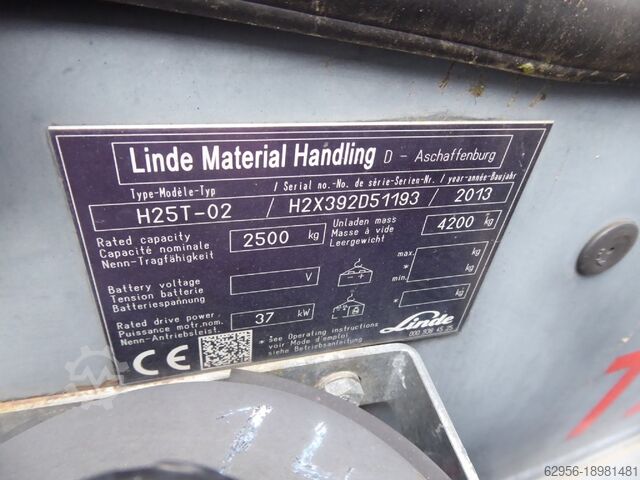 Linde Material Handling D - Aschaffenburg
Type-Modèle-Typ / Serial no.-No. de série-Serien-Nr. / year-année-Baujahr
H25T-02 / H2X392D51193 / 2013
Rated capacity
Capacité nominale
Nenn-Tragfähigkeit
2500 kg
Unladen mass
Masse à vide
Leergewicht
4200 kg
Battery voltage
Tension batterie
Batteriespannung
V
- +
max.
*
min.
kg
kg
* kg
Rated drive power.
Puissance motr.nom.
Nenn-Antriebsleist.
37 kW
* See Operating instructions
voir Mode d'emploi
siehe Betriebsanleitung
Linde
CE
62956-18981481